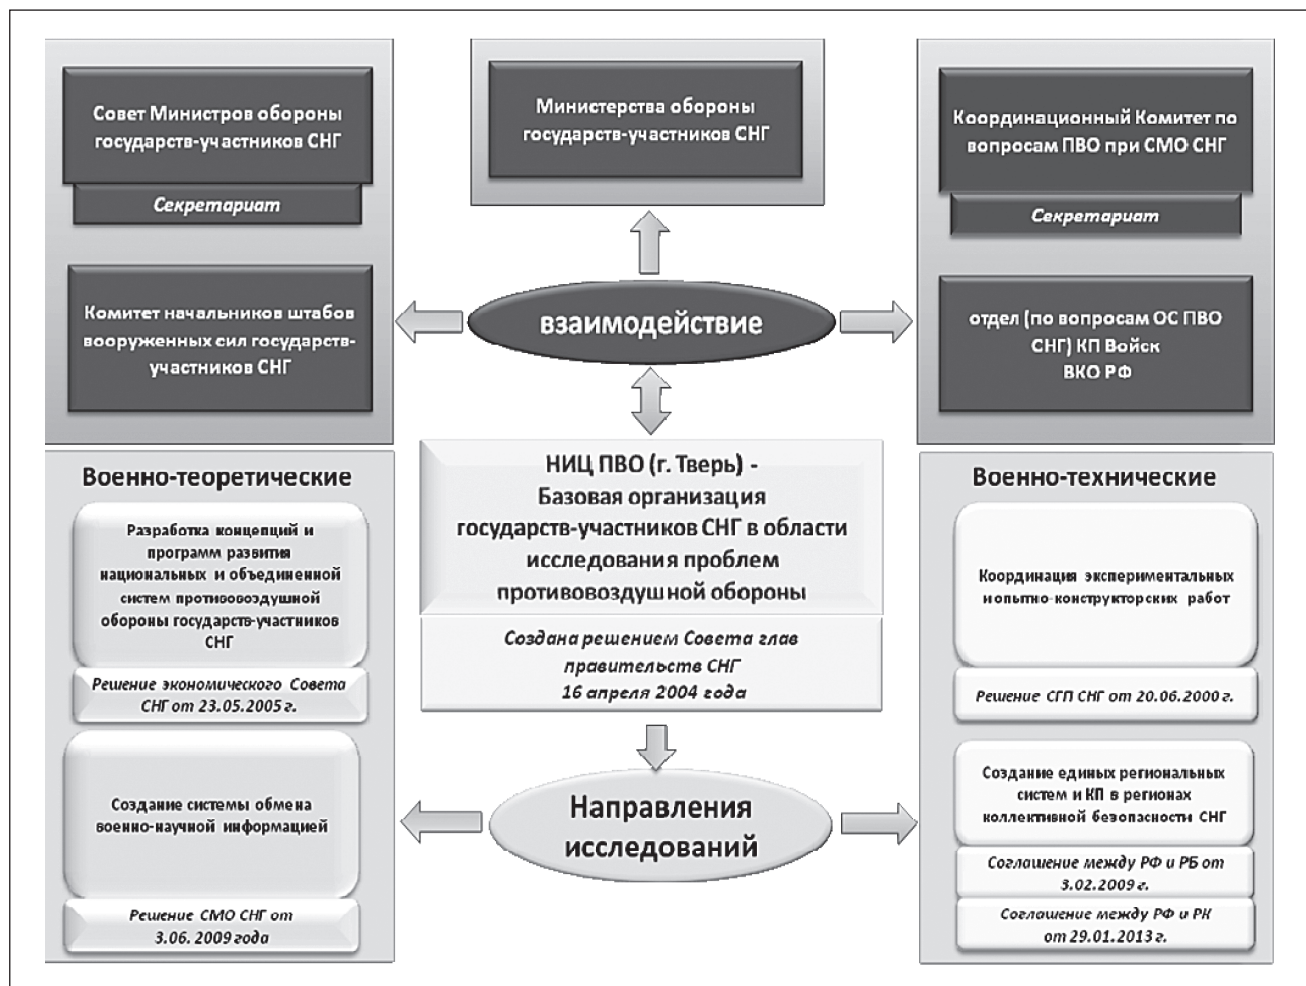 Совет Министров обороны
государств-участников СНГ
Секретариат
Комитет начальников штабов
вооруженных сил государств-
участников СНГ
Министерства обороны
государств-участников СНГ
Координационный Комитет по
вопросам ПВО при СМО СНГ
Секретариат
отдел (по вопросам ОС ПВО
СНГ) КП Войск
ВКО РФ
взаимодействие
НИЦ ПВО (г. Тверь) -
Базовая организация
государств-участников СНГ в области
исследования проблем
противовоздушной обороны
Создана решением Совета глав
правительств СНГ
16 апреля 2004 года
Направления
исследований
Военно-теоретические
Разработка концепций и
программ развития
национальных и объединенной
систем противовоздушной
обороны государств-участников
СНГ
Решение экономического Совета
СНГ от 23.05.2005 г.
Создание системы обмена
военно-научной информацией
Решение СМО СНГ от
3.06. 2009 года
Военно-технические
Координация экспериментальных
и опытно-конструкторских работ
Решение СГП СНГ от 20.06.2000 г.
Создание единых региональных
систем и КП в регионах
коллективной безопасности СНГ
Соглашение между РФ и РБ от
3.02.2009 г.
Соглашение между РФ и РК
от 29.01.2013 г.